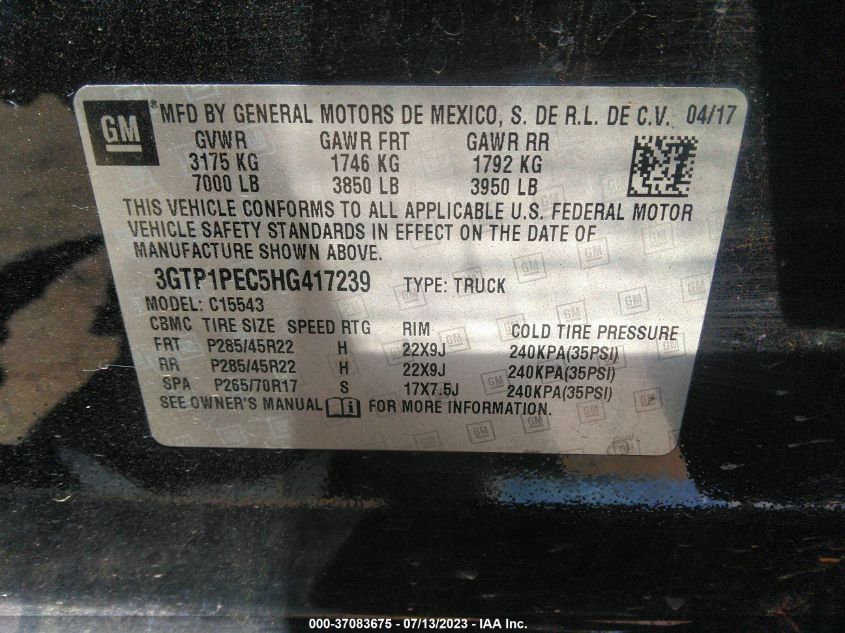 GM ® MFD BY GENERAL MOTORS DE MEXICO, S. DE R.L. DE C.V. 04/17
GVWR GAWR FRT GAWR RR
3175 KG 1746 KG 1792 KG
7000 LB 3850 LB 3950 LB
THIS VEHICLE CONFORMS TO ALL APPLICABLE U.S. FEDERAL MOTOR
VEHICLE SAFETY STANDARDS IN EFFECT ON THE DATE OF
MANUFACTURE SHOWN ABOVE.
3GTP1PEC5HG417239 TYPE: TRUCK
MODEL: C15543
CBMC TIRE SIZE SPEED RTG RIM COLD TIRE PRESSURE
FRT P285/45R22 H 22X9J 240KPA(35PSI)
RR P285/45R22 H 22X9J 240KPA(35PSI)
SPA P265/70R17 S 17X7.5J 240KPA(35PSI)
SEE OWNER'S MANUAL FOR MORE INFORMATION.
000-37083675 - 07/13/2023 - IAA Inc.